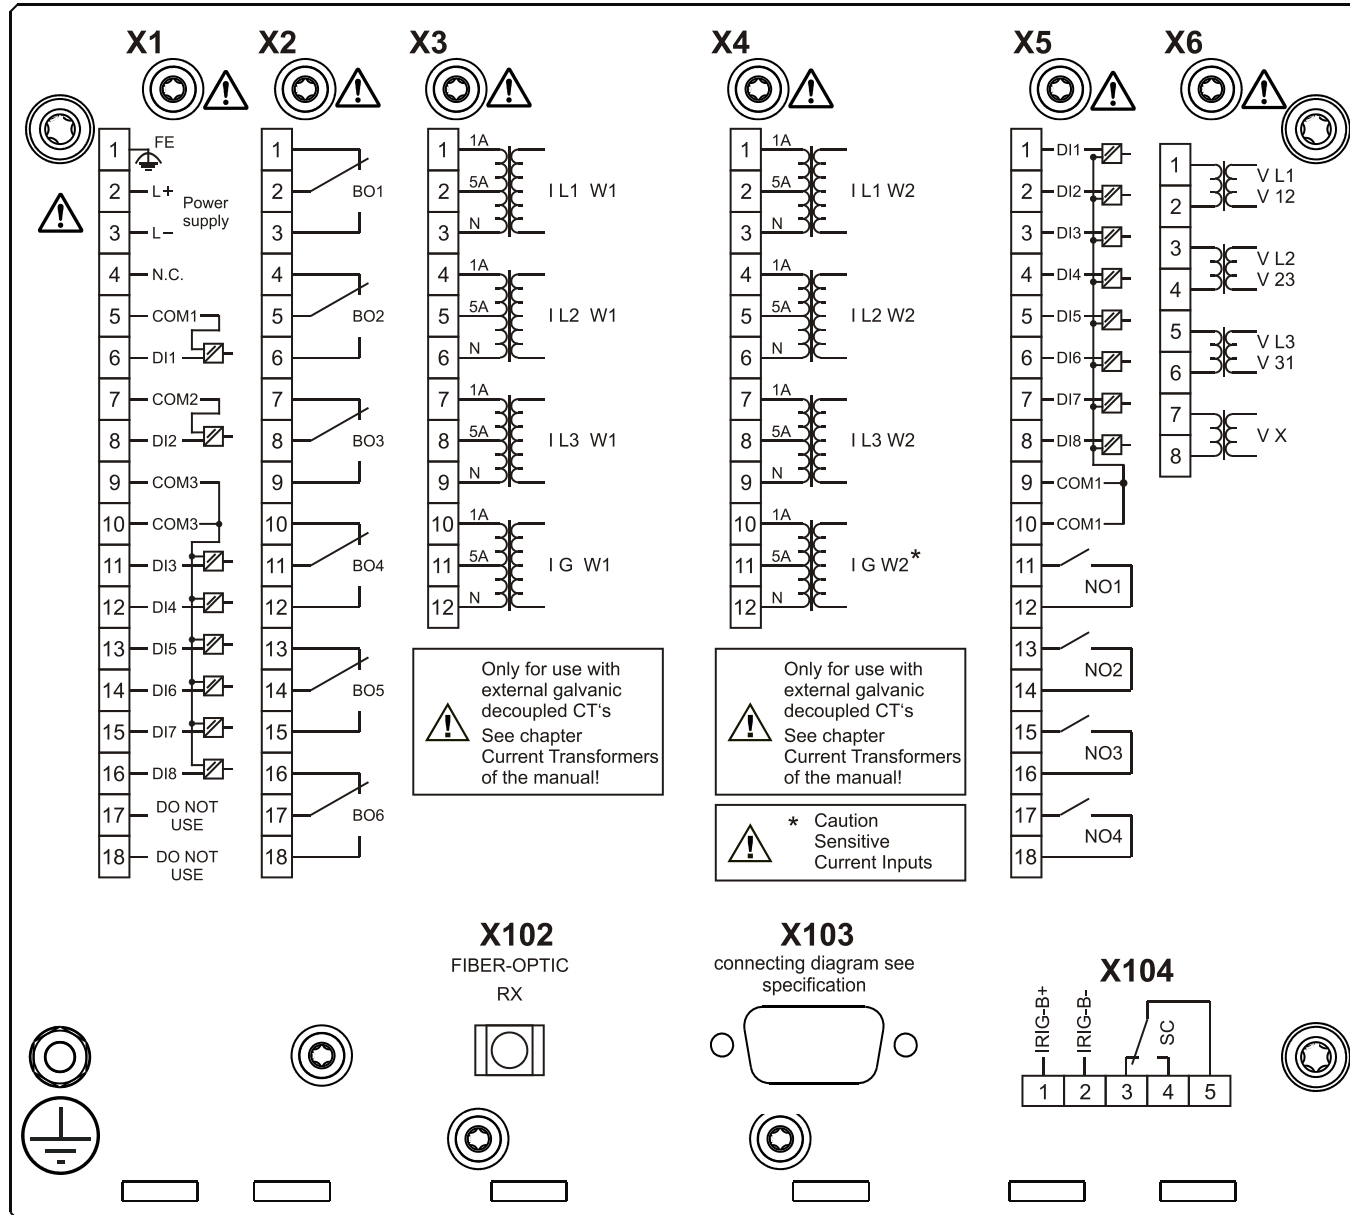 X1
1 FE
2 L+ Power
supply
3 L−
4 N.C.
5 COM1
6 DI1
7 COM2
8 DI2
9 COM3
10 COM3
11 DI3
12 DI4
13 DI5
14 DI6
15 DI7
16 DI8
17 DO NOT
USE
18 DO NOT
USE
X2
1
2 BO1
3
4
5 BO2
6
7
8 BO3
9
10
11 BO4
12
13
14 BO5
15
16
17 BO6
18
X3
1 1A
2 5A I L1 W1
3 N
4 1A
5 5A I L2 W1
6 N
7 1A
8 5A I L3 W1
9 N
10 1A
11 5A I G W1
12 N
Only for use with
external galvanic
decoupled CT's
See chapter
Current Transformers
of the manual!
X4
1 1A
2 5A I L1 W2
3 N
4 1A
5 5A I L2 W2
6 N
7 1A
8 5A I L3 W2
9 N
10 1A
11 5A I G W2*
12 N
Only for use with
external galvanic
decoupled CT's
See chapter
Current Transformers
of the manual!
* Caution
Sensitive
Current Inputs
X5
1 DI1
2 DI2
3 DI3
4 DI4
5 DI5
6 DI6
7 DI7
8 DI8
9 COM1
10 COM1
11
NO1
12
13
NO2
14
15
NO3
16
17
NO4
18
X6
1 V L1
2 V 12
3 V L2
4 V 23
5 V L3
6 V 31
7
V X
8
X102
FIBER-OPTIC
RX
X103
connecting diagram see
specification
X104
IRIG-B+
IRIG-B-
SC
1 2 3 4 5